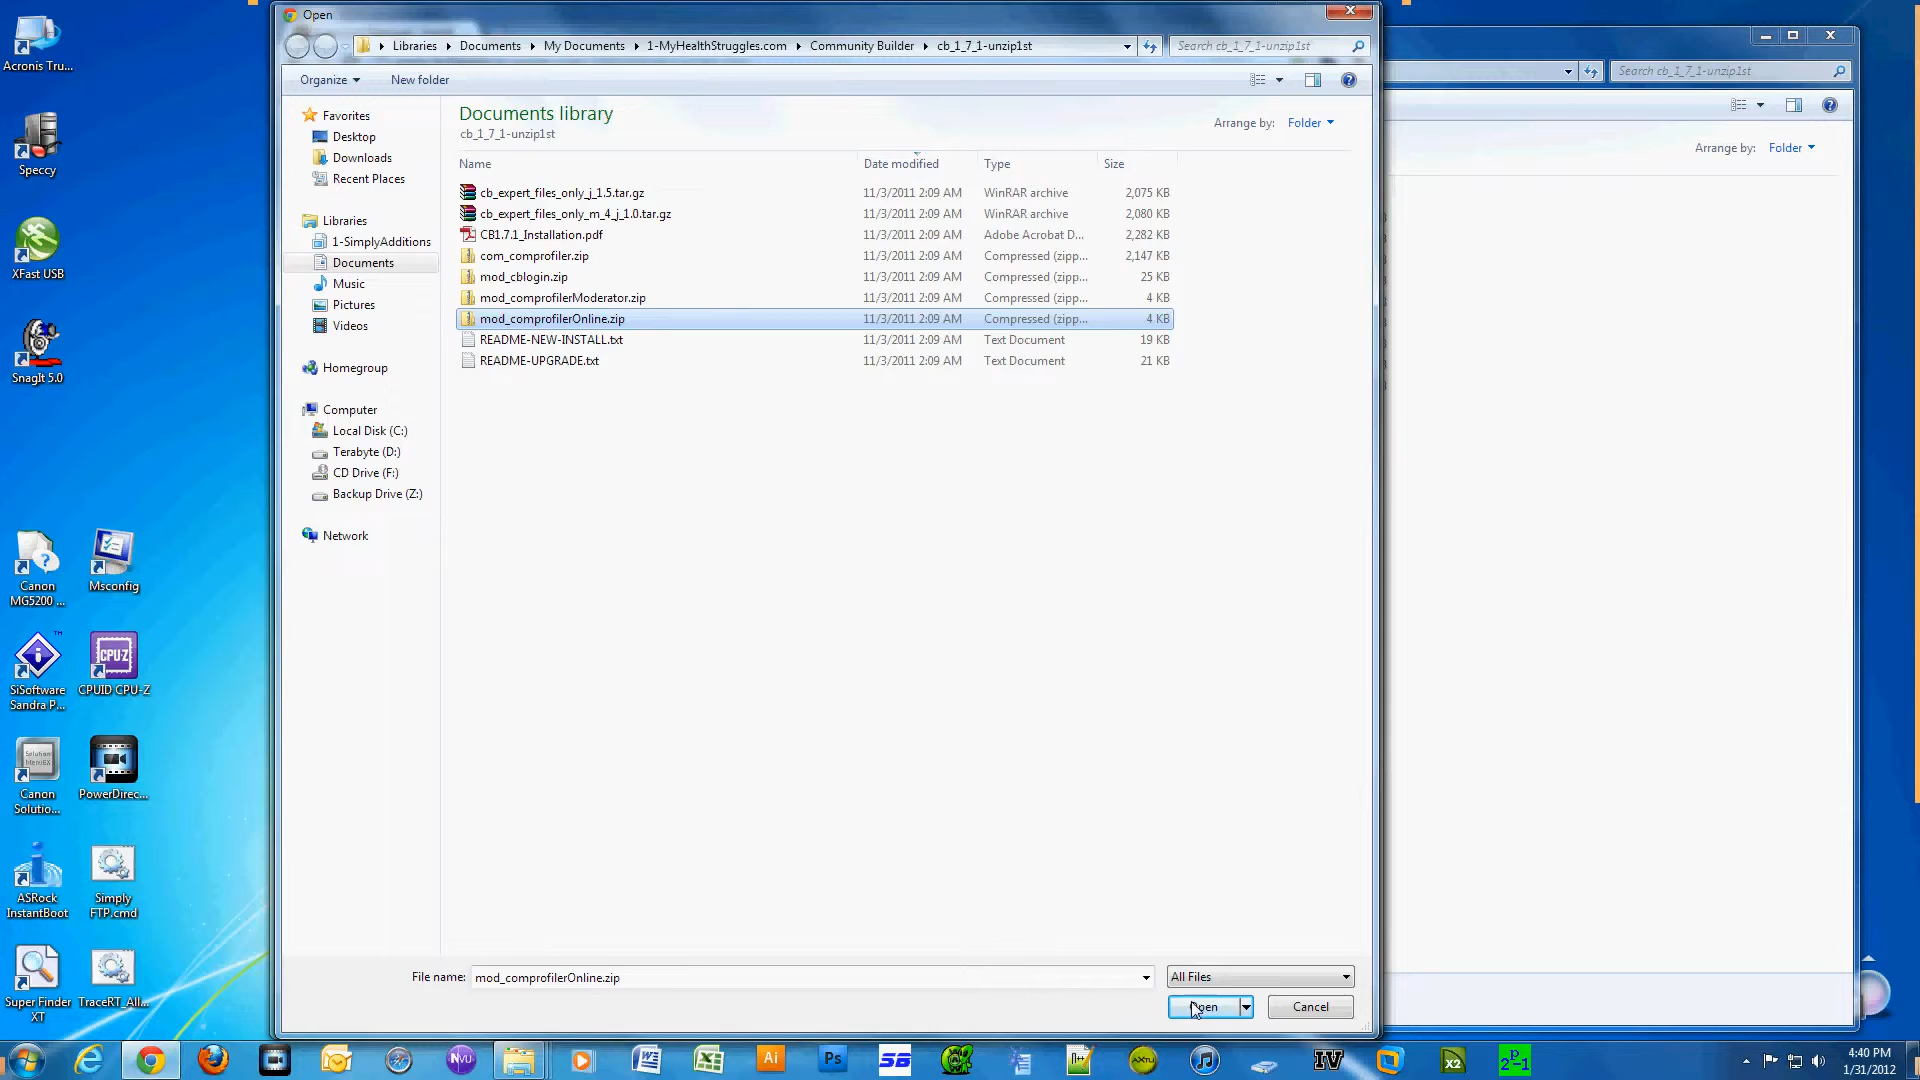 Open
Libraries Documents My Documents 1-MyHealthStruggles.com Community Builder cb_1_7_1-unzip1st
Search cb_1_7_1-unzip1st
Search cb_1_7_1-unzip1st
Organize New folder
Documents library
cb_1_7_1-unzip1st
Arrange by: Folder
Arrange by: Folder
Favorites
Desktop
Downloads
Recent Places
Libraries
1-SimplyAdditions
Documents
Music
Pictures
Videos
Homegroup
Computer
Local Disk (C:)
Terabyte (D:)
CD Drive (F:)
Backup Drive (Z:)
Network
Name Date modified Type Size
cb_expert_files_only_j_1.5.tar.gz 11/3/2011 2:09 AM WinRAR archive 2,075 KB
cb_expert_files_only_m_4_j_1.0.tar.gz 11/3/2011 2:09 AM WinRAR archive 2,080 KB
CB1.7.1_Installation.pdf 11/3/2011 2:09 AM Adobe Acrobat D... 2,282 KB
com_comprofiler.zip 11/3/2011 2:09 AM Compressed (zipp... 2,147 KB
mod_cblogin.zip 11/3/2011 2:09 AM Compressed (zipp... 25 KB
mod_comprofilerModerator.zip 11/3/2011 2:09 AM Compressed (zipp... 4 KB
mod_comprofilerOnline.zip 11/3/2011 2:09 AM Compressed (zipp... 4 KB
README-NEW-INSTALL.txt 11/3/2011 2:09 AM Text Document 19 KB
README-UPGRADE.txt 11/3/2011 2:09 AM Text Document 21 KB
File name: mod_comprofilerOnline.zip
All Files
Open
Cancel
Acronis Tru...
Speccy
XFast USB
SnagIt 5.0
Canon
MG5200 ...
Msconfig
SiSoftware
Sandra P...
CPU-Z
CPUID CPU-Z
Solution
MenuEX
Canon
Solutio...
PowerDirec...
ASRock
InstantBoot
Simply
FTP.cmd
Super Finder
XT
TraceRT_All...
NVU
Ai
Ps
IV
X2
4:40 PM
1/31/2012